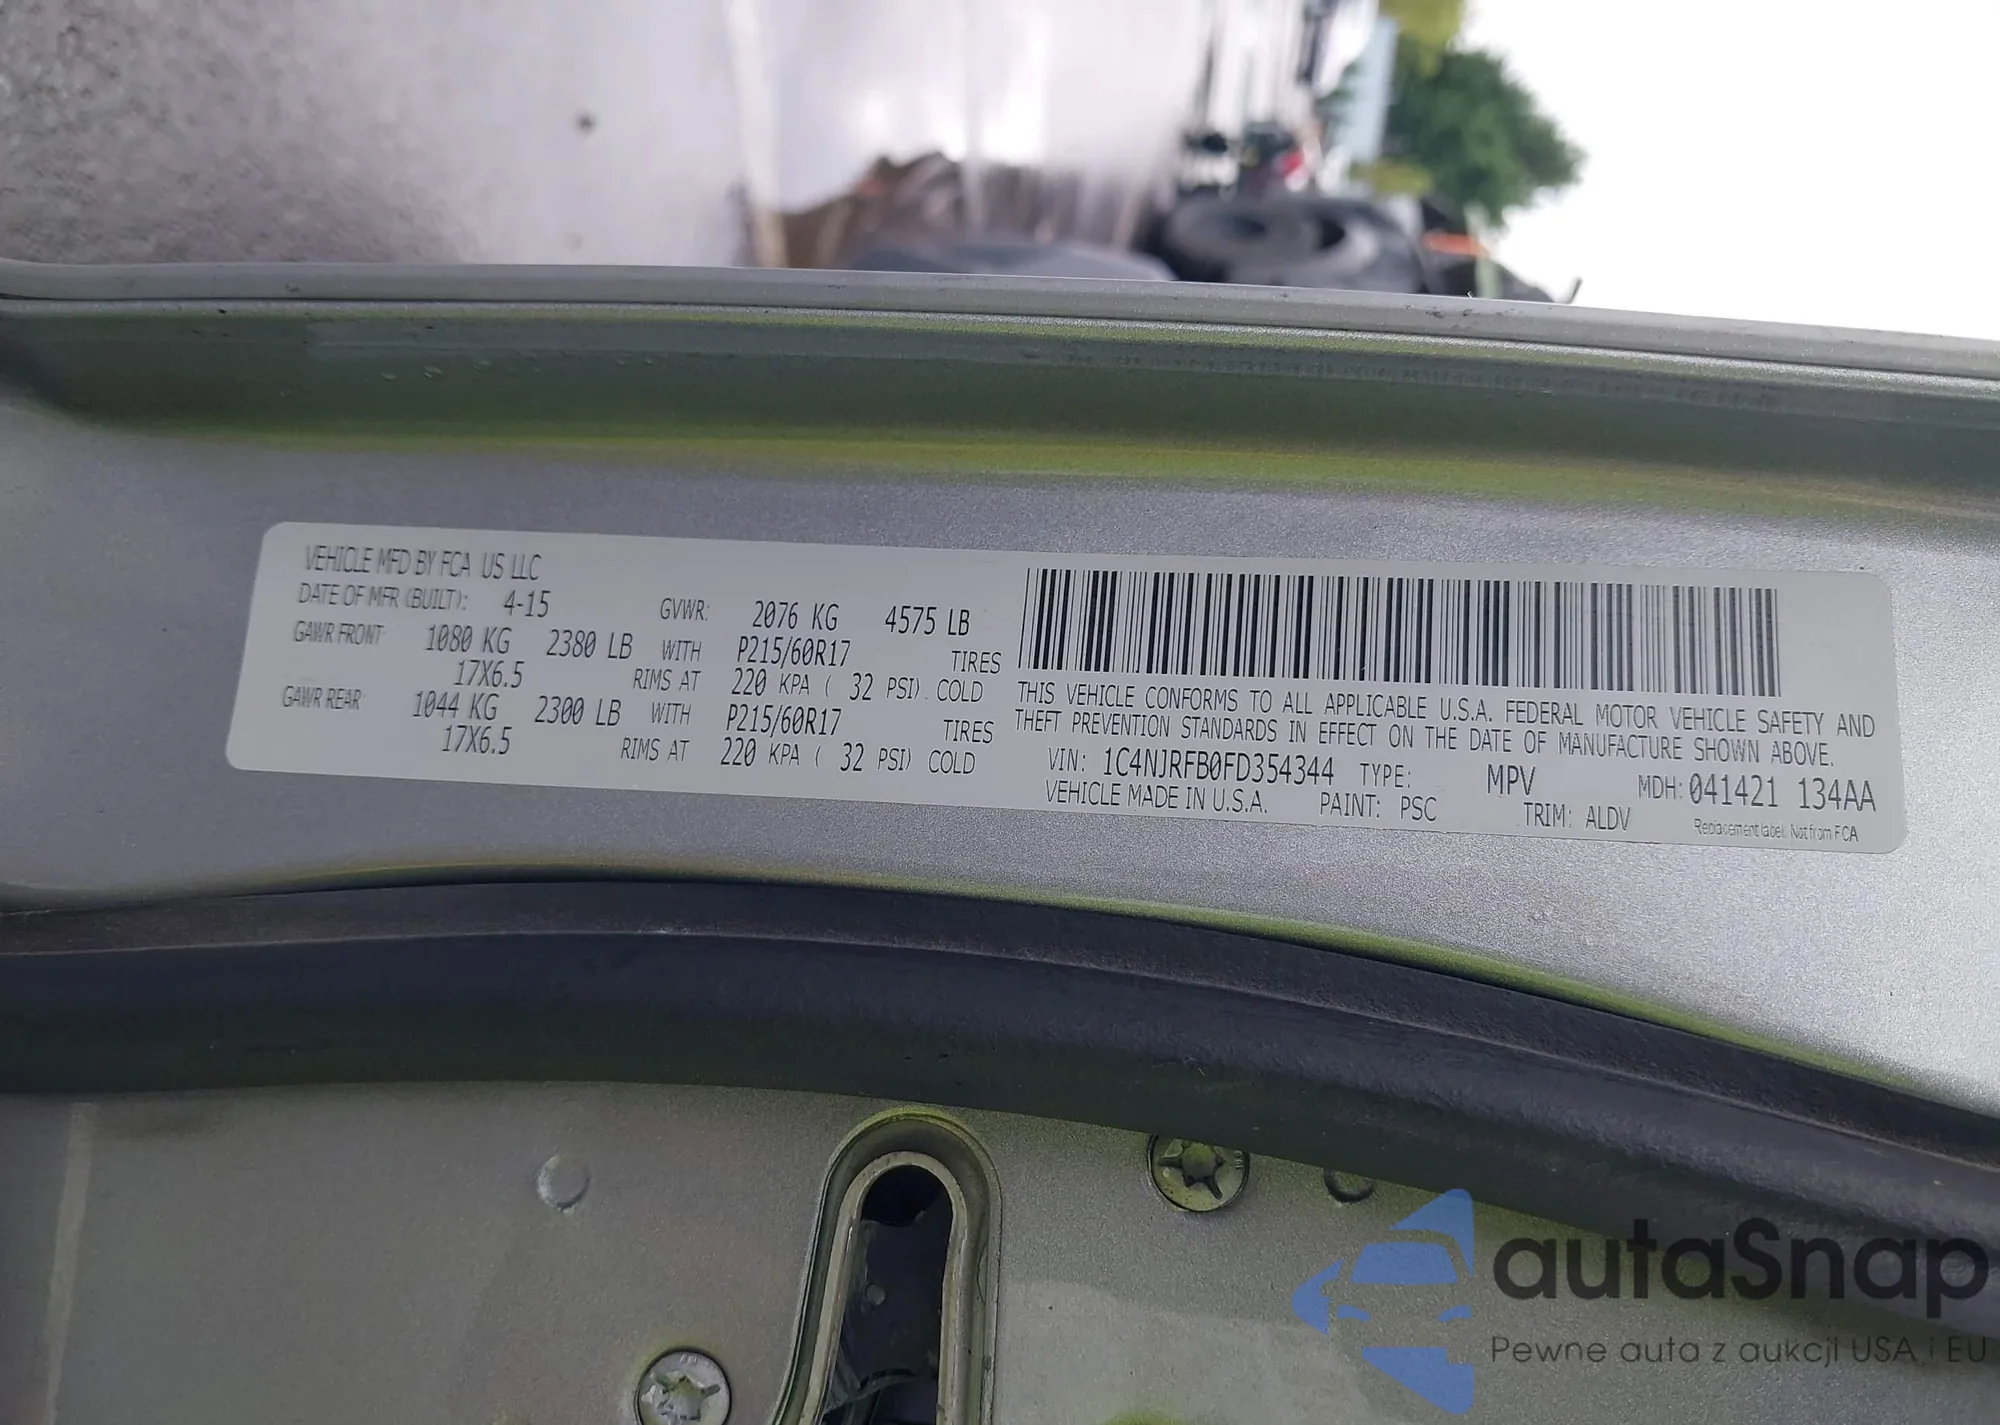 VEHICLE MFD BY FCA US LLC
DATE OF MFR (BUILT): 4-15 GVWR: 2076 KG 4575 LB
GAWR FRONT 1080 KG 2380 LB WITH P215/60R17 TIRES
17X6.5 RIMS AT 220 KPA ( 32 PSI) COLD
GAWR REAR 1044 KG 2300 LB WITH P215/60R17 TIRES
17X6.5 RIMS AT 220 KPA ( 32 PSI) COLD
THIS VEHICLE CONFORMS TO ALL APPLICABLE U.S.A. FEDERAL MOTOR VEHICLE SAFETY AND
THEFT PREVENTION STANDARDS IN EFFECT ON THE DATE OF MANUFACTURE SHOWN ABOVE.
VIN: 1C4NJRFB0FD354344 TYPE: MPV MDH: 041421 134AA
VEHICLE MADE IN U.S.A. PAINT: PSC TRIM: ALDV
Replacement label. Not from FCA
autaSnap
Pewne auta z aukcji USA i EU